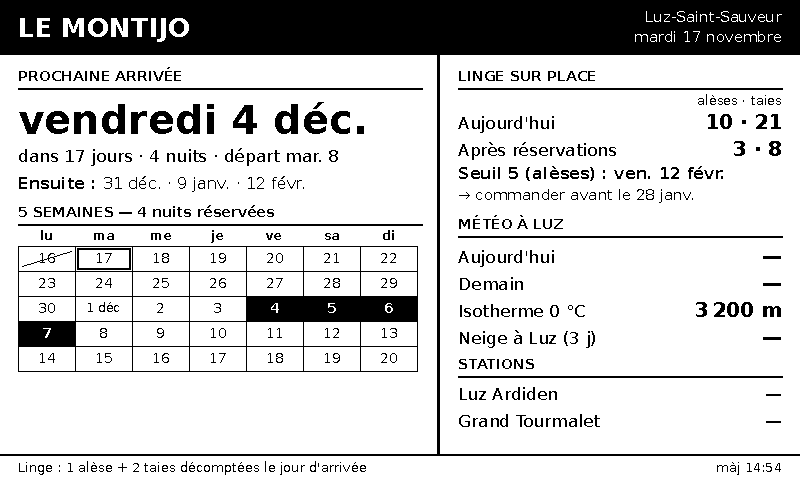 LE MONTIJO
Luz-Saint-Sauveur
mardi 17 novembre
PROCHAINE ARRIVÉE
vendredi 4 déc.
dans 17 jours · 4 nuits · départ mar. 8
Ensuite : 31 déc. · 9 janv. · 12 févr.
5 SEMAINES — 4 nuits réservées
lu ma me je ve sa di
16 17 18 19 20 21 22
23 24 25 26 27 28 29
30 1 déc 2 3 4 5 6
7 8 9 10 11 12 13
14 15 16 17 18 19 20
LINGE SUR PLACE
alèses · taies
Aujourd'hui 10 · 21
Après réservations 3 · 8
Seuil 5 (alèses) : ven. 12 févr.
→ commander avant le 28 janv.
MÉTÉO À LUZ
Aujourd'hui —
Demain —
Isotherme 0 °C 3 200 m
Neige à Luz (3 j) —
STATIONS
Luz Ardiden —
Grand Tourmalet —
Linge : 1 alèse + 2 taies décomptées le jour d'arrivée
màj 14:54